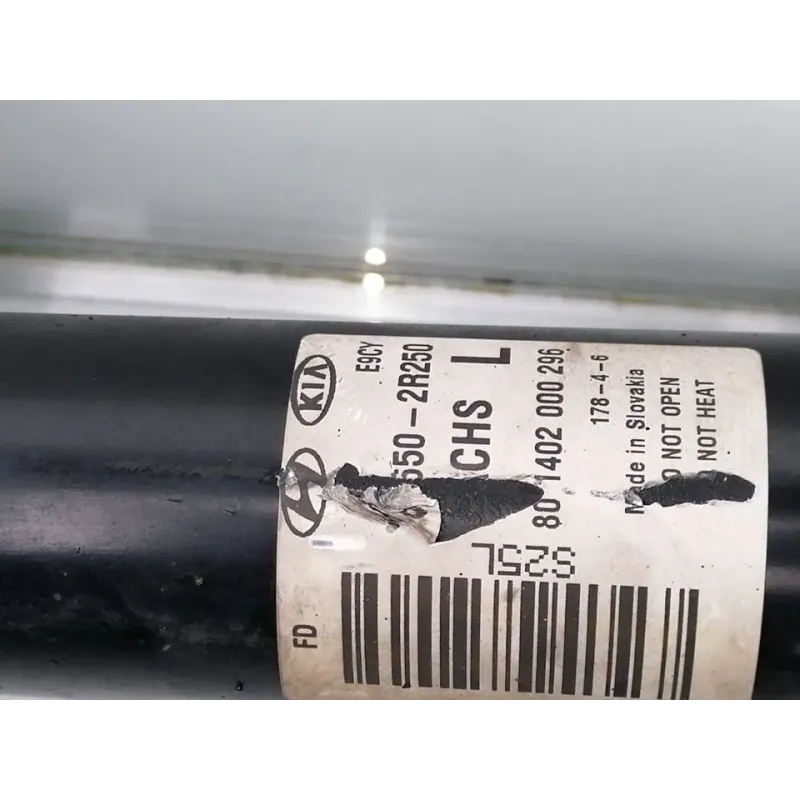 KIA
E9CY
650-2R250
CHS L
80 1402 000 296
178-4-6
Made in Slovakia
NOT OPEN
NOT HEAT
S25L
FD